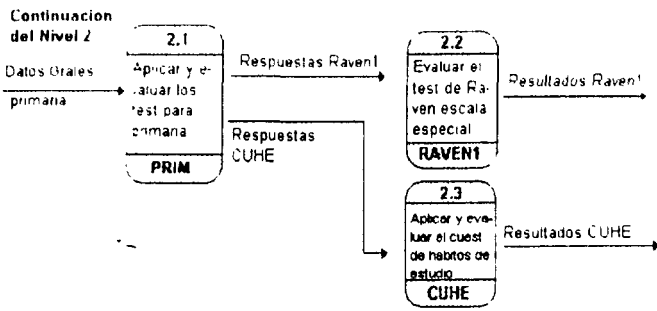 Continuacion
del Nivel 2
Datos Orales
primaria
2.1
Aplicar y e-
valuar los
test para
primaria
PRIM
Respuestas Raven1
Respuestas
CUHE
2.2
Evaluar el
test de Ra-
ven escala
especial
RAVEN1
Resultados Raven1
2.3
Aplicar y eva-
luar el cuest
de habitos de
estudio
CUHE
Resultados CUHE